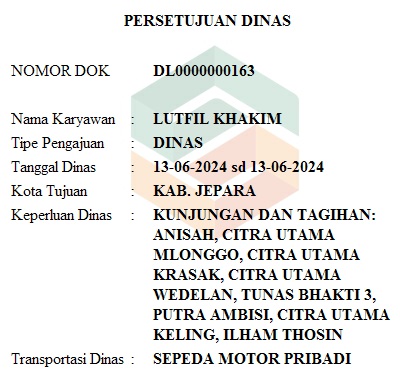 PERSETUJUAN DINAS
NOMOR DOK DL0000000163
Nama Karyawan : LUTFIL KHAKIM
Tipe Pengajuan : DINAS
Tanggal Dinas : 13-06-2024 sd 13-06-2024
Kota Tujuan : KAB. JEPARA
Keperluan Dinas : KUNJUNGAN DAN TAGIHAN:
ANISAH, CITRA UTAMA
MLONGGO, CITRA UTAMA
KRASAK, CITRA UTAMA
WEDELAN, TUNAS BHAKTI 3,
PUTRA AMBISI, CITRA UTAMA
KELING, ILHAM THOSIN
Transportasi Dinas : SEPEDA MOTOR PRIBADI